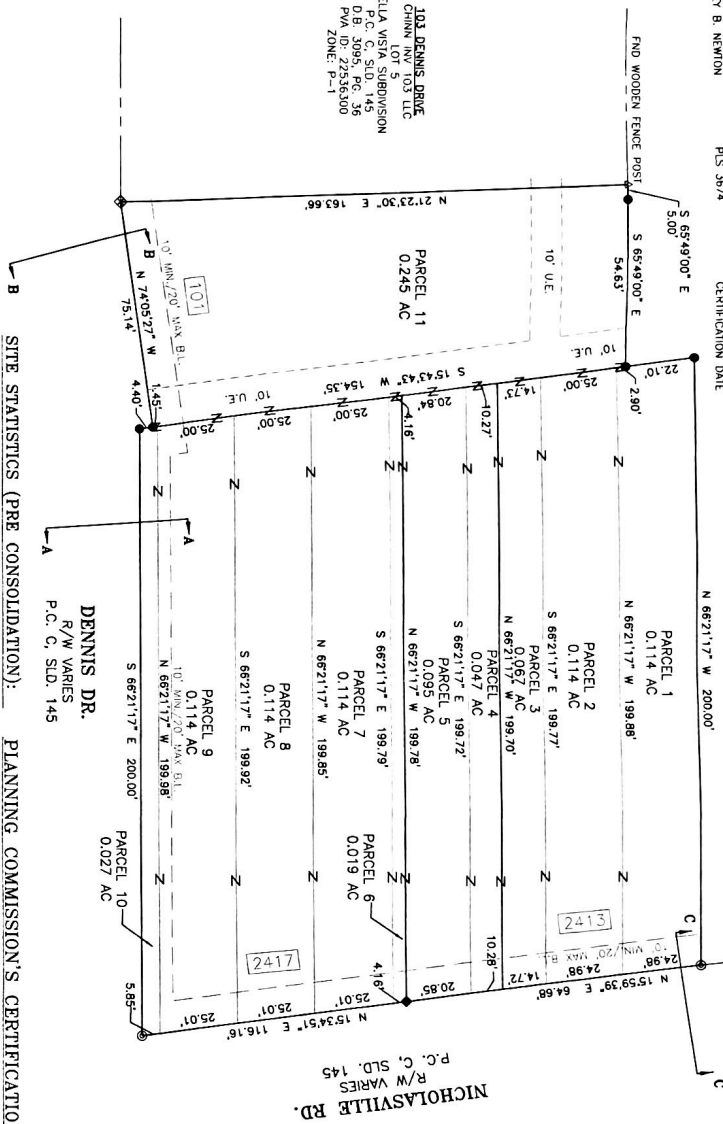 Y B. NEWTON PLS 3674 CERTIFICATION DATE
FND WOODEN FENCE POST
S 65°49'00" E
5.00'
S 65°49'00" E
54.63'
103 DENNIS DRIVE
CHINN INV 103 LLC
LOT 5
ELLA VISTA SUBDIVISION
P.C. C, SLD. 145
D.B. 3095, PG. 36
PVA ID: 22536300
ZONE: P-1
N 21°23'30" E 163.66'
PARCEL 11
0.245 AC
10' U.E.
10' U.E.
10' U.E.
101
10' MIN./20' MAX B.L.
N 74°05'27" W
75.14'
S 15°43'43" W 154.35'
22.10'
2.90'
25.00'
14.73'
10.27'
20.84'
4.16'
25.00'
25.00'
25.00'
1.45'
4.40'
N 66°21'17" W 200.00'
PARCEL 1
0.114 AC
N 66°21'17" W 199.88'
PARCEL 2
0.114 AC
S 66°21'17" E 199.77'
PARCEL 3
0.067 AC
N 66°21'17" W 199.70'
PARCEL 4
0.047 AC
S 66°21'17" E 199.72'
PARCEL 5
0.095 AC
N 66°21'17" W 199.78'
PARCEL 6
0.019 AC
S 66°21'17" E 199.79'
PARCEL 7
0.114 AC
N 66°21'17" W 199.85'
PARCEL 8
0.114 AC
S 66°21'17" E 199.92'
PARCEL 9
0.114 AC
10' MIN./20' MAX B.L.
N 66°21'17" W 199.98'
S 66°21'17" E 200.00'
PARCEL 10
0.027 AC
2413
2417
10' MIN./20' MAX B.L.
24.98'
24.98'
14.72'
10.28'
20.85'
4.16'
25.01'
25.01'
25.01'
5.85'
N 15°59'39" E 64.68'
N 15°34'51" E 116.16'
C
C
B
B
A
A
NICHOLASVILLE RD.
R/W VARIES
P.C. C, SLD. 145
DENNIS DR.
R/W VARIES
P.C. C, SLD. 145
SITE STATISTICS (PRE CONSOLIDATION): PLANNING COMMISSION'S CERTIFICATIO